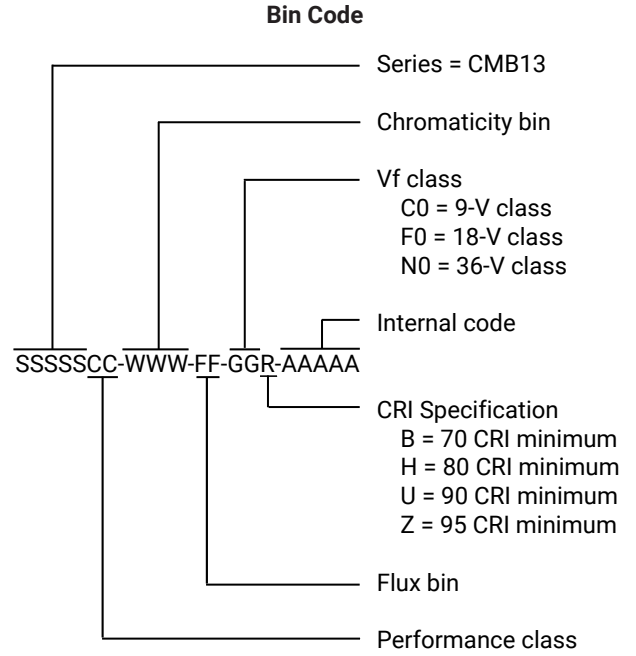 Bin Code
Series = CMB13
Chromaticity bin
Vf class
C0 = 9-V class
F0 = 18-V class
N0 = 36-V class
Internal code
SSSSSCC-WWW-FF-GGR-AAAAA
CRI Specification
B = 70 CRI minimum
H = 80 CRI minimum
U = 90 CRI minimum
Z = 95 CRI minimum
Flux bin
Performance class